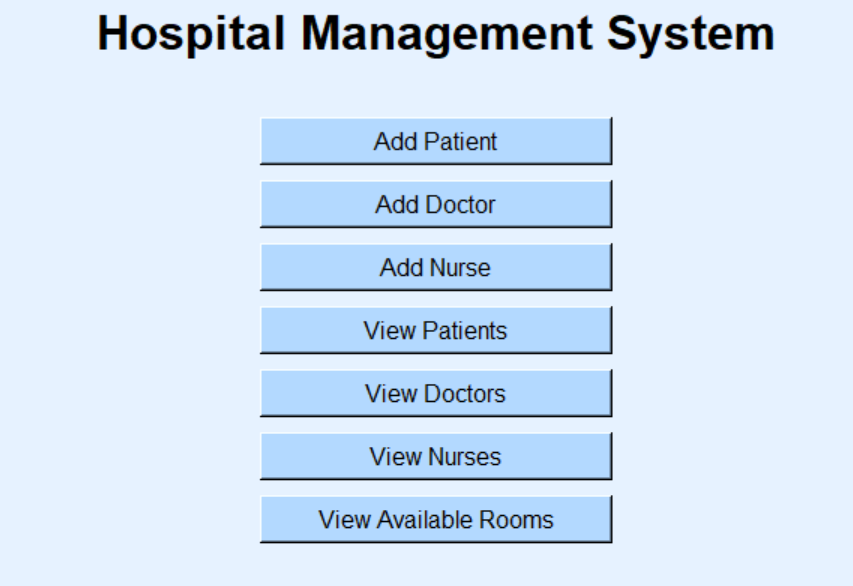 Hospital Management System
Add Patient
Add Doctor
Add Nurse
View Patients
View Doctors
View Nurses
View Available Rooms